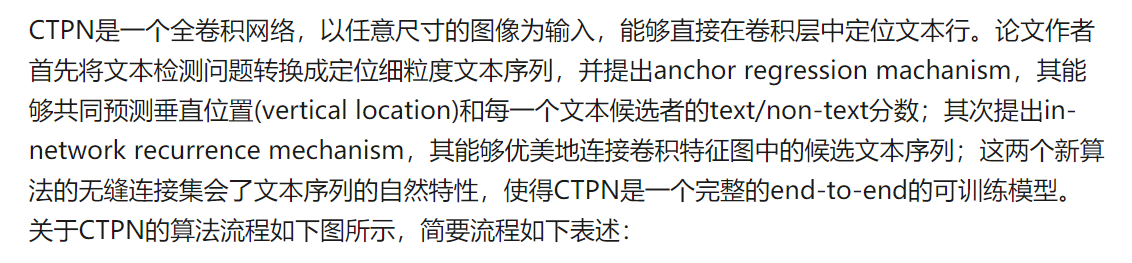 CTPN是一个全卷积网络，以任意尺寸的图像为输入，能够直接在卷积层中定位文本行。论文作者
首先将文本检测问题转换成定位细粒度文本序列，并提出anchor regression machanism，其能
够共同预测垂直位置(vertical location)和每一个文本候选者的text/non-text分数；其次提出in-
network recurrence mechanism，其能够优美地连接卷积特征图中的候选文本序列；这两个新算
法的无缝连接集会了文本序列的自然特性，使得CTPN是一个完整的end-to-end的可训练模型。
关于CTPN的算法流程如下图所示，简要流程如下表述：